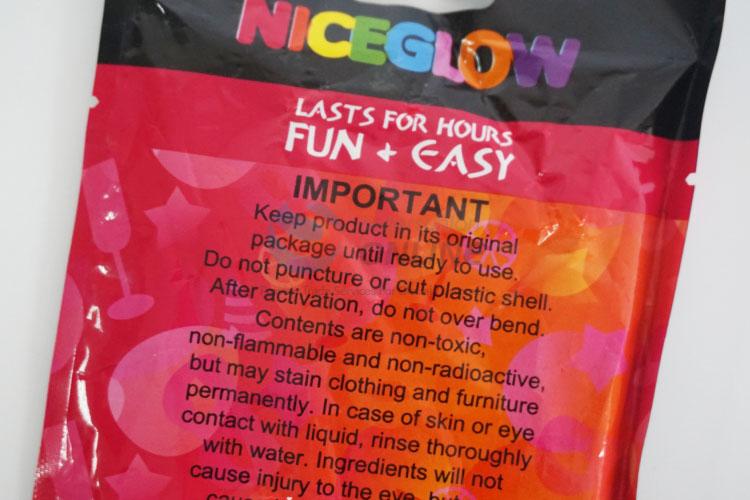 NICEGLOW
LASTS FOR HOURS
FUN + EASY
IMPORTANT
Keep product in its original
package until ready to use.
Do not puncture or cut plastic shell.
After activation, do not over bend.
Contents are non-toxic,
non-flammable and non-radioactive,
but may stain clothing and furniture
permanently. In case of skin or eye
contact with liquid, rinse thoroughly
with water. Ingredients will not
cause injury to the eye, but